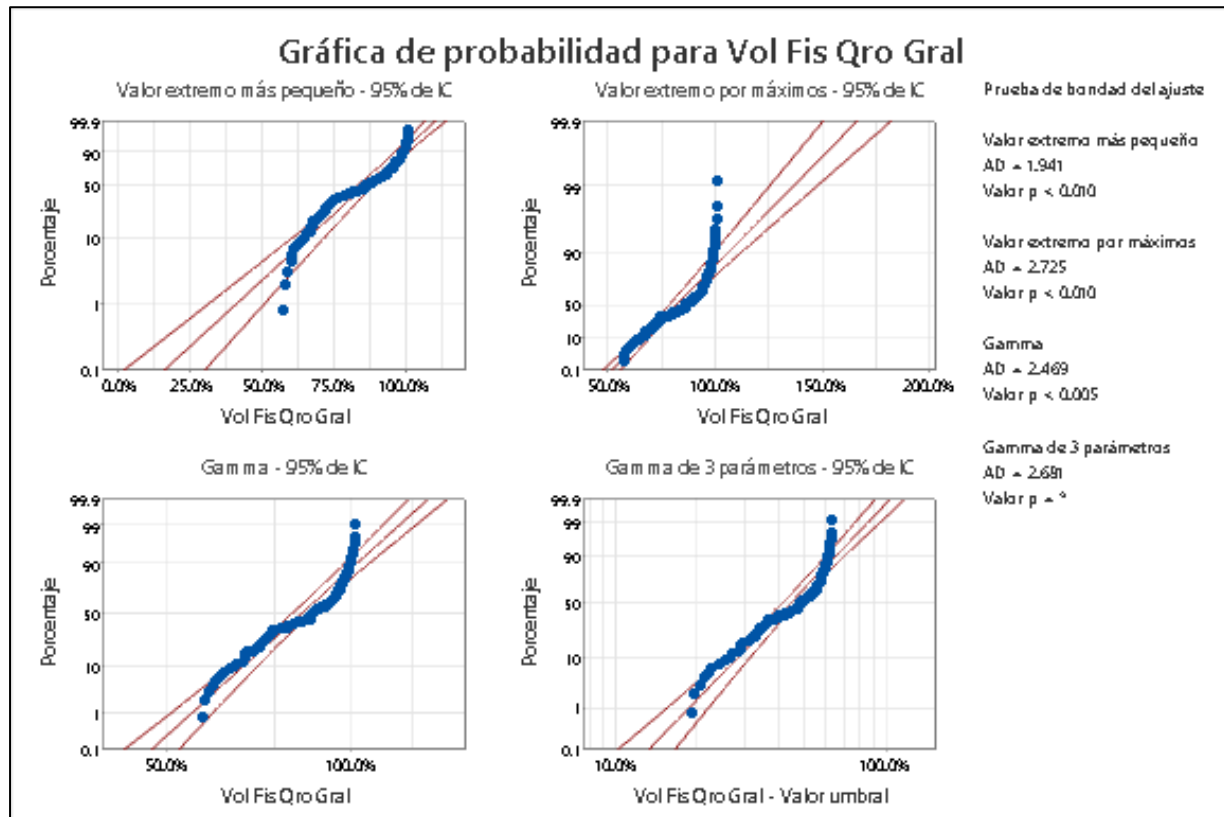 Gráfica de probabilidad para Vol Fis Qro Gral
Valor extremo más pequeño - 95% de IC
Porcentaje
99.9
90
50
10
1
0.1
0.0% 25.0% 50.0% 75.0% 100.0%
Vol Fis Qro Gral
Valor extremo por máximos - 95% de IC
Porcentaje
99.9
99
90
50
10
0.1
50.0% 100.0% 150.0% 200.0%
Vol Fis Qro Gral
Prueba de bondad del ajuste
Valor extremo más pequeño
AD = 1.941
Valor p < 0.010
Valor extremo por máximos
AD = 2.725
Valor p < 0.010
Gamma
AD = 2.469
Valor p < 0.005
Gamma de 3 parámetros
AD = 2.681
Valor p = *
Gamma - 95% de IC
Porcentaje
99.9
99
90
50
10
1
0.1
50.0% 100.0%
Vol Fis Qro Gral
Gamma de 3 parámetros - 95% de IC
Porcentaje
99.9
99
90
50
10
1
0.1
10.0% 100.0%
Vol Fis Qro Gral - Valor umbral